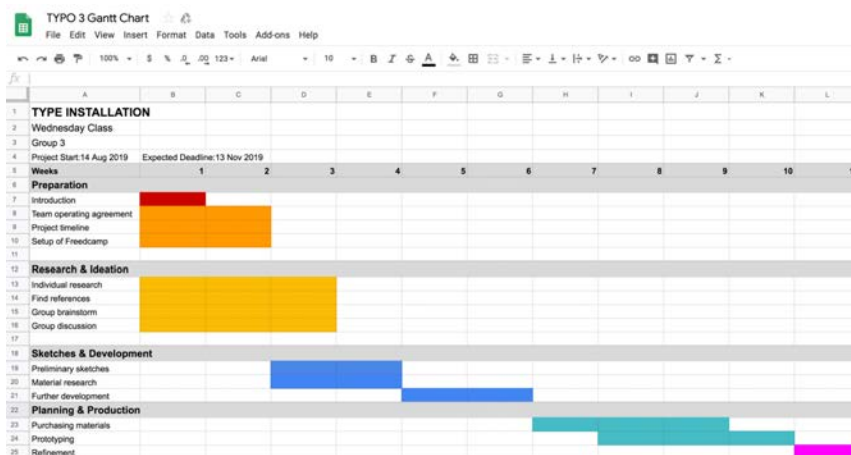 TYPO 3 Gantt Chart
File Edit View Insert Format Data Tools Add-ons Help
100% $ % .0 .00 123 Arial 10 B I S A
fx
A B C D E F G H I J K L
1 TYPE INSTALLATION
2 Wednesday Class
3 Group 3
4 Project Start:14 Aug 2019 Expected Deadline:13 Nov 2019
5 Weeks 1 2 3 4 5 6 7 8 9 10
6 Preparation
7 Introduction
8 Team operating agreement
9 Project timeline
10 Setup of Freedcamp
11
12 Research & Ideation
13 Individual research
14 Find references
15 Group brainstorm
16 Group discussion
17
18 Sketches & Development
19 Preliminary sketches
20 Material research
21 Further development
22 Planning & Production
23 Purchasing materials
24 Prototyping
25 Refinement